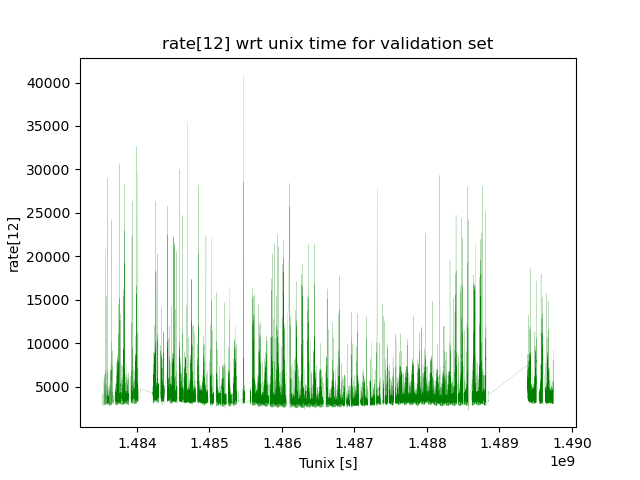 rate[12] wrt unix time for validation set
rate[12]
40000
35000
30000
25000
20000
15000
10000
5000
1.484 1.485 1.486 1.487 1.488 1.489 1.490
1e9
Tunix [s]